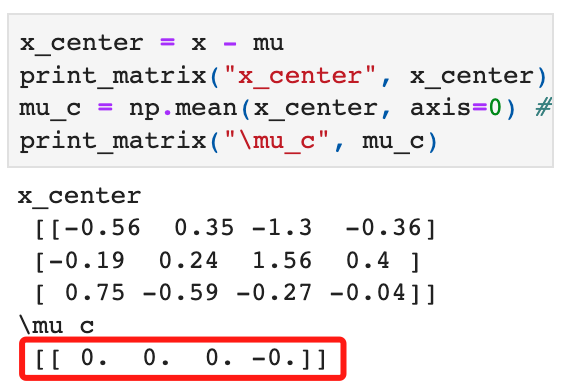 x_center = x - mu
print_matrix("x_center", x_center)
mu_c = np.mean(x_center, axis=0) #
print_matrix("\mu_c", mu_c)
x_center
[[-0.56  0.35 -1.3  -0.36]
[-0.19  0.24  1.56  0.4 ]
[ 0.75 -0.59 -0.27 -0.04]]
\mu c
[[ 0.  0.  0. -0.]]